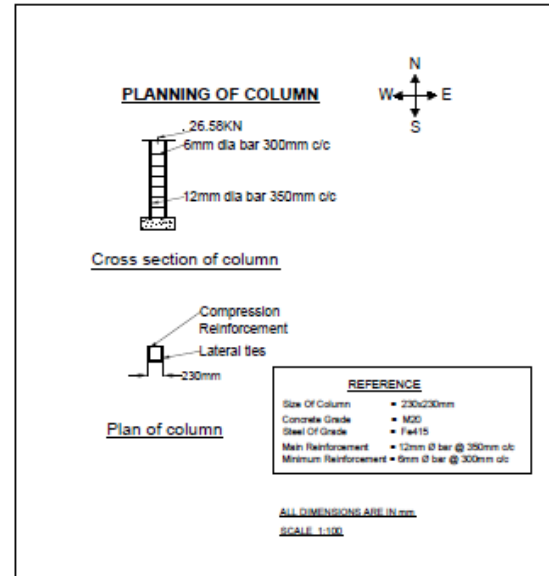 N
PLANNING OF COLUMN
W E
S
26.58KN
6mm dia bar 300mm c/c
12mm dia bar 350mm c/c
Cross section of column
Compression
Reinforcement
Lateral ties
230mm
Plan of column
REFERENCE
Size Of Column = 230x230mm
Concrete Grade = M20
Steel Of Grade = Fe415
Main Reinforcement = 12mm Ø bar @ 350mm c/c
Minimum Reinforcement = 6mm Ø bar @ 300mm c/c
ALL DIMENSIONS ARE IN mm
SCALE 1:100